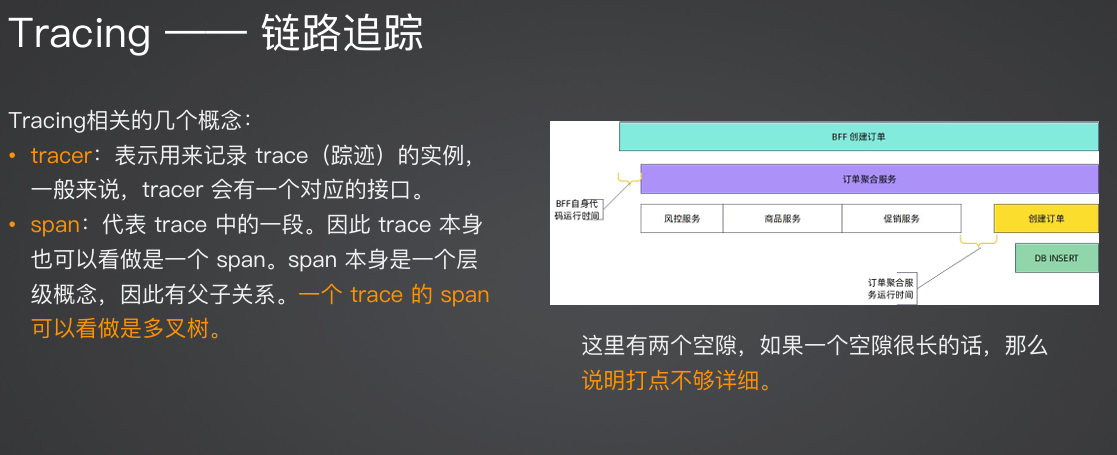 Tracing —— 链路追踪
Tracing相关的几个概念：
• tracer：表示用来记录 trace（踪迹）的实例，
一般来说，tracer 会有一个对应的接口。
• span：代表 trace 中的一段。因此 trace 本身
也可以看做是一个 span。span 本身是一个层
级概念，因此有父子关系。一个 trace 的 span
可以看做是多叉树。
BFF 创建订单
订单聚合服务
BFF自身代
码运行时间
风控服务
商品服务
促销服务
创建订单
DB INSERT
订单聚合服
务运行时间
这里有两个空隙，如果一个空隙很长的话，那么
说明打点不够详细。